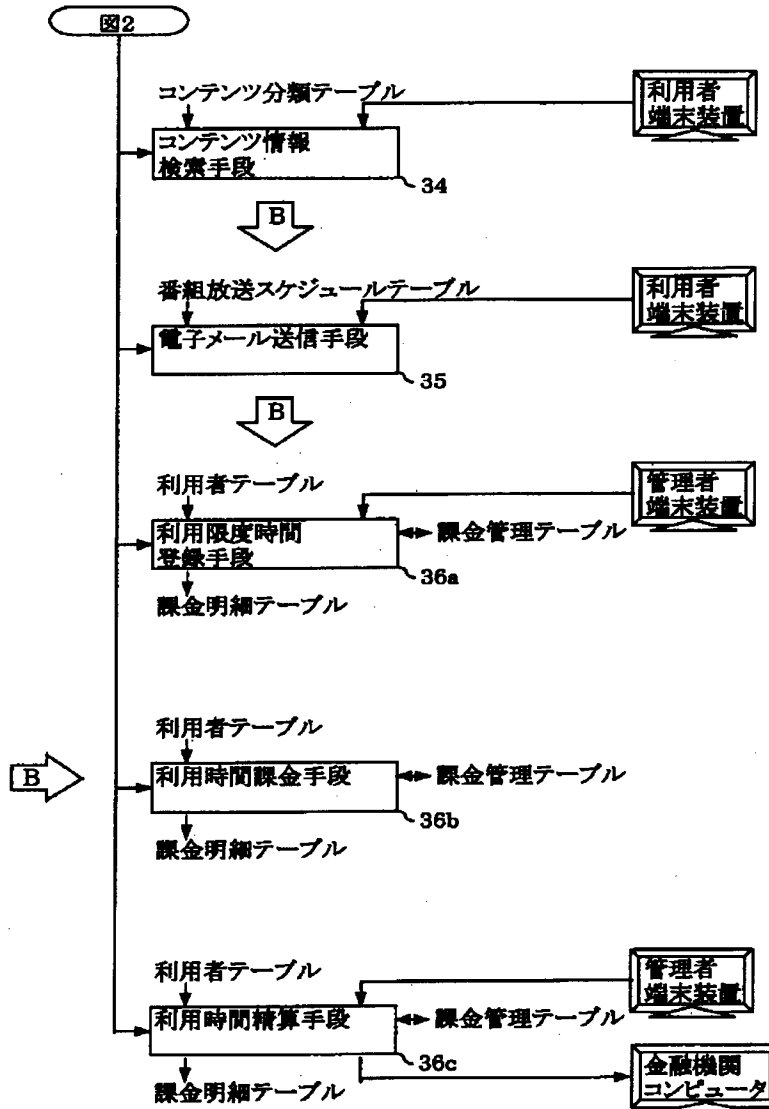 図2
コンテンツ分類テーブル
利用者
端末装置
コンテンツ情報
検索手段
34
B
番組放送スケジュールテーブル
利用者
端末装置
電子メール送信手段
35
B
利用者テーブル
管理者
端末装置
利用限度時間
登録手段
課金管理テーブル
36a
課金明細テーブル
利用者テーブル
B
利用時間課金手段
課金管理テーブル
36b
課金明細テーブル
利用者テーブル
管理者
端末装置
利用時間精算手段
課金管理テーブル
36c
課金明細テーブル
金融機関
コンピュータ